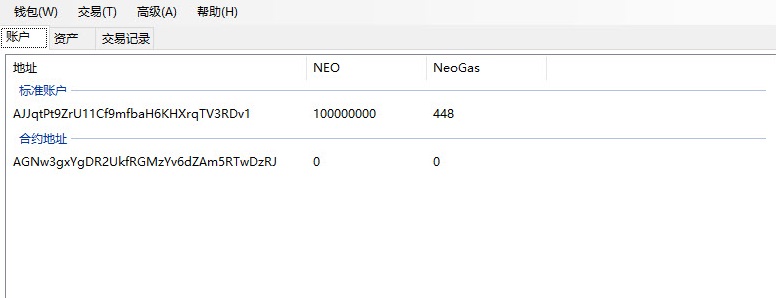 钱包(W) 交易(T) 高级(A) 帮助(H)
账户 资产 交易记录
地址 NEO NeoGas
标准账户
AJJqtPt9ZrU11Cf9mfbaH6KHXrqTV3RDv1 100000000 448
合约地址
AGNw3gxYgDR2UkfRGMzYv6dZAm5RTwDzRJ 0 0